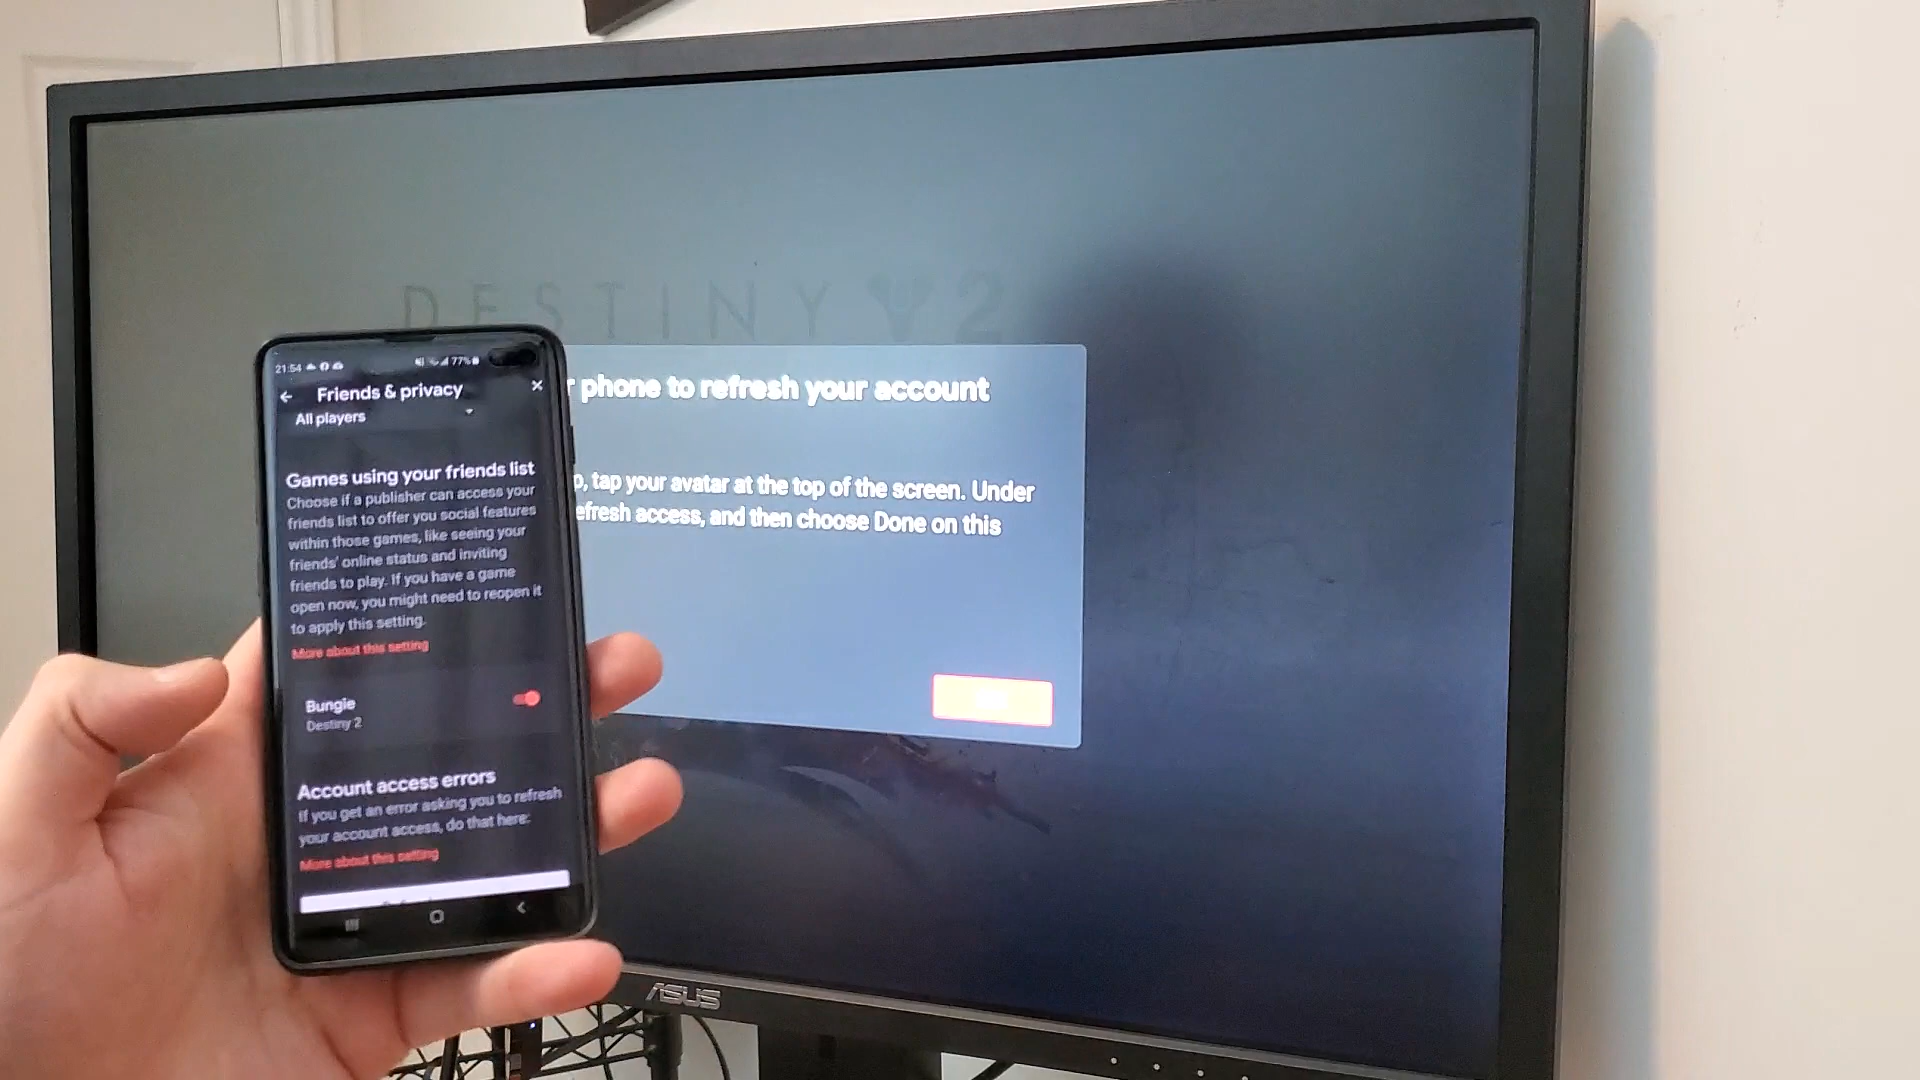 DESTINY 2
r phone to refresh your account
o, tap your avatar at the top of the screen. Under
efresh access, and then choose Done on this
21:54
77%
Friends & privacy
All players
Games using your friends list
Choose if a publisher can access your
friends list to offer you social features
within those games, like seeing your
friends' online status and inviting
friends to play. If you have a game
open now, you might need to reopen it
to apply this setting.
More about this setting
Bungie
Destiny 2
Account access errors
If you get an error asking you to refresh
your account access, do that here:
More about this setting
ASUS